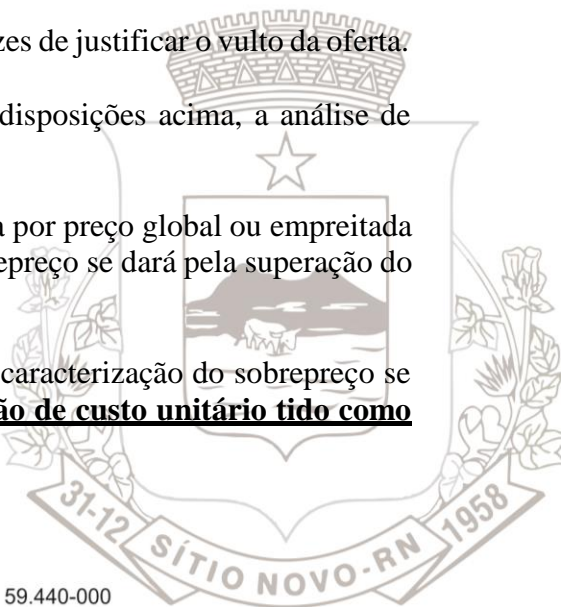 zes de justificar o vulto da oferta.
disposições acima, a análise de
a por preço global ou empreitada
epreço se dará pela superação do
caracterização do sobrepreço se
ão de custo unitário tido como
31-12 SÍTIO NOVO-RN 1958
59.440-000